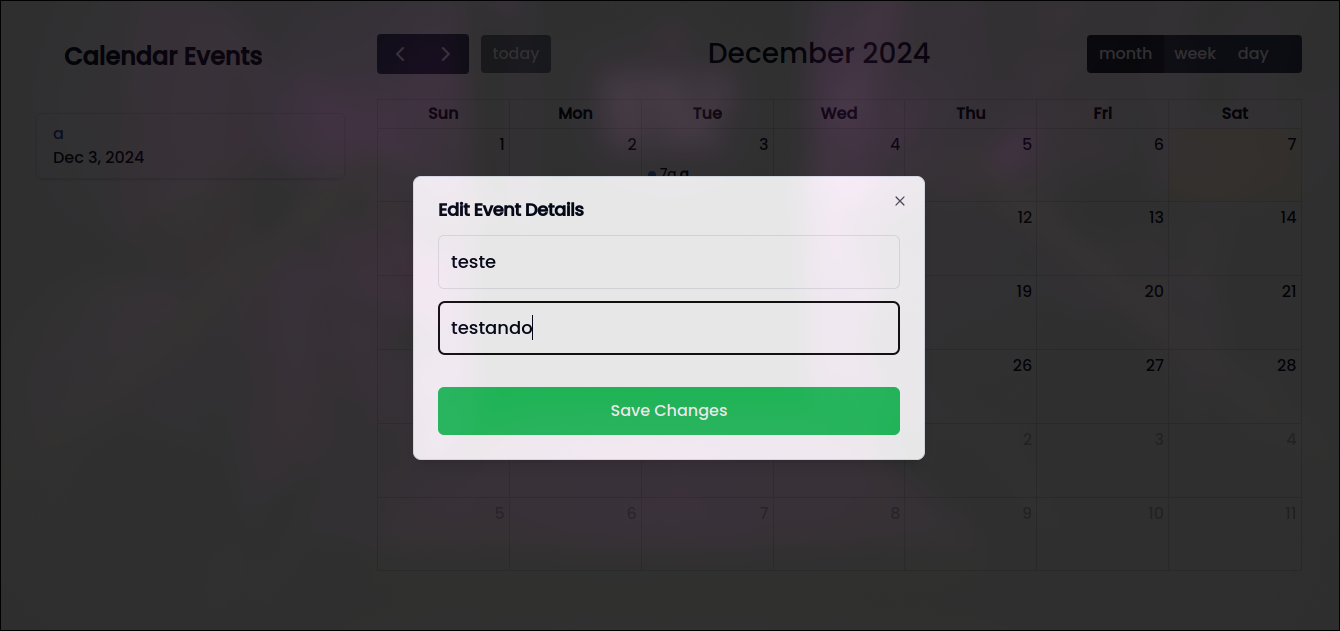 Calendar Events
a
Dec 3, 2024
today
December 2024
month week day
Sun Mon Tue Wed Thu Fri Sat
1 2 3 4 5 6 7
7a a
Edit Event Details
teste
testando
Save Changes
12 13 14
19 20 21
26 27 28
2 3 4
5 6 7 8 9 10 11